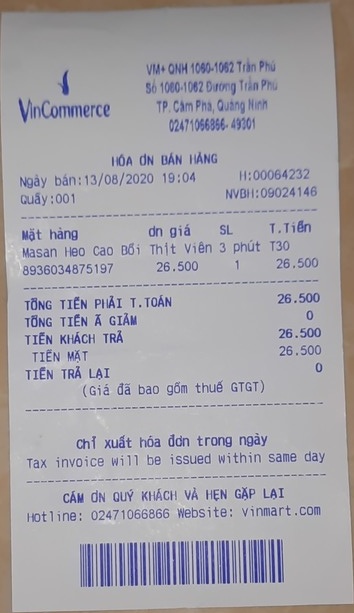 VinCommerce
VM+ QNH 1060-1062 Trần Phú
Số 1060-1062 Đường Trần Phú
TP. Cẩm Phả, Quảng Ninh
02471066866- 49301
HÓA ƠN BÁN HÀNG
Ngày bán:13/08/2020 19:04 H:00064232
Quầy:001 NVBH:09024146
Mặt hàng ơn giá SL T.Tiền
Masan Heo Cao Bồi Thịt Viên 3 phút T30
8936034875197 26.500 1 26.500
TỔNG TIỀN PHẢI T.TOÁN 26.500
TỔNG TIỀN Ã GIẢM 0
TIỀN KHÁCH TRẢ 26.500
TIỀN MẶT 26.500
TIỀN TRẢ LẠI 0
(Giá đã bao gồm thuế GTGT)
Chỉ xuất hóa đơn trong ngày
Tax invoice will be issued within same day
CẢM ƠN QUÝ KHÁCH VÀ HẸN GẶP LẠI
Hotline: 02471066866 Website: vinmart.com